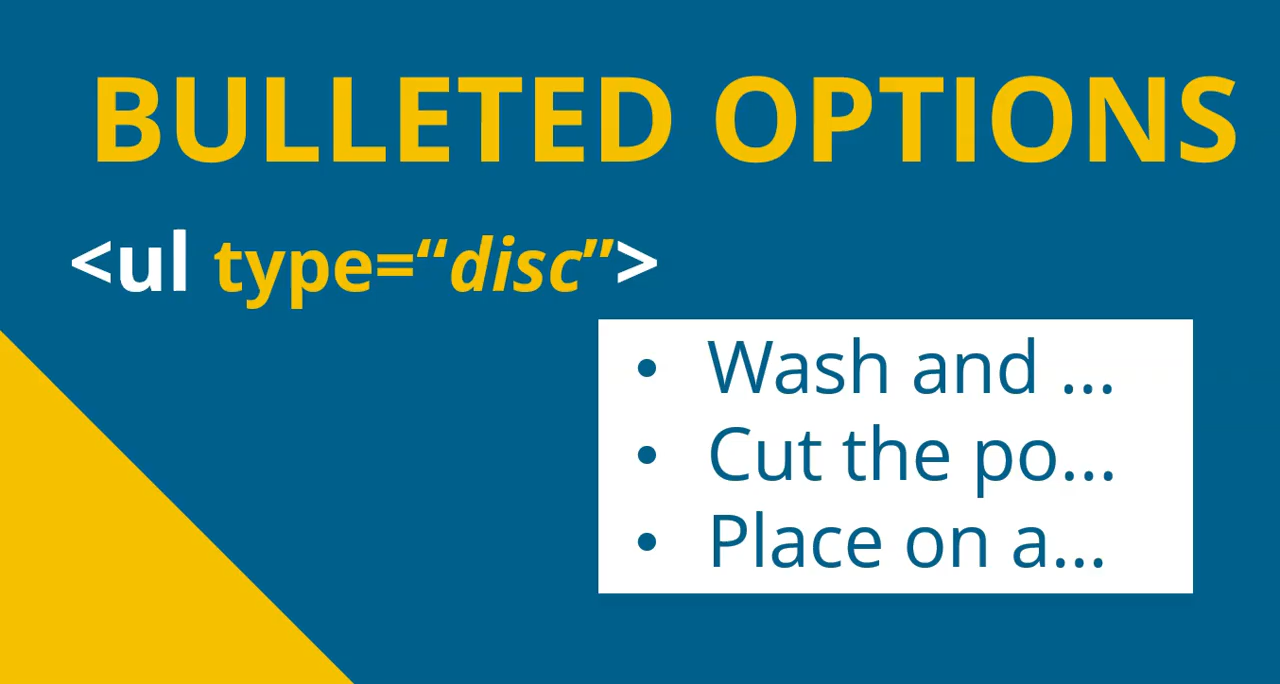 BULLETED OPTIONS
<ul type=“disc”>
• Wash and ...
• Cut the po...
• Place on a...